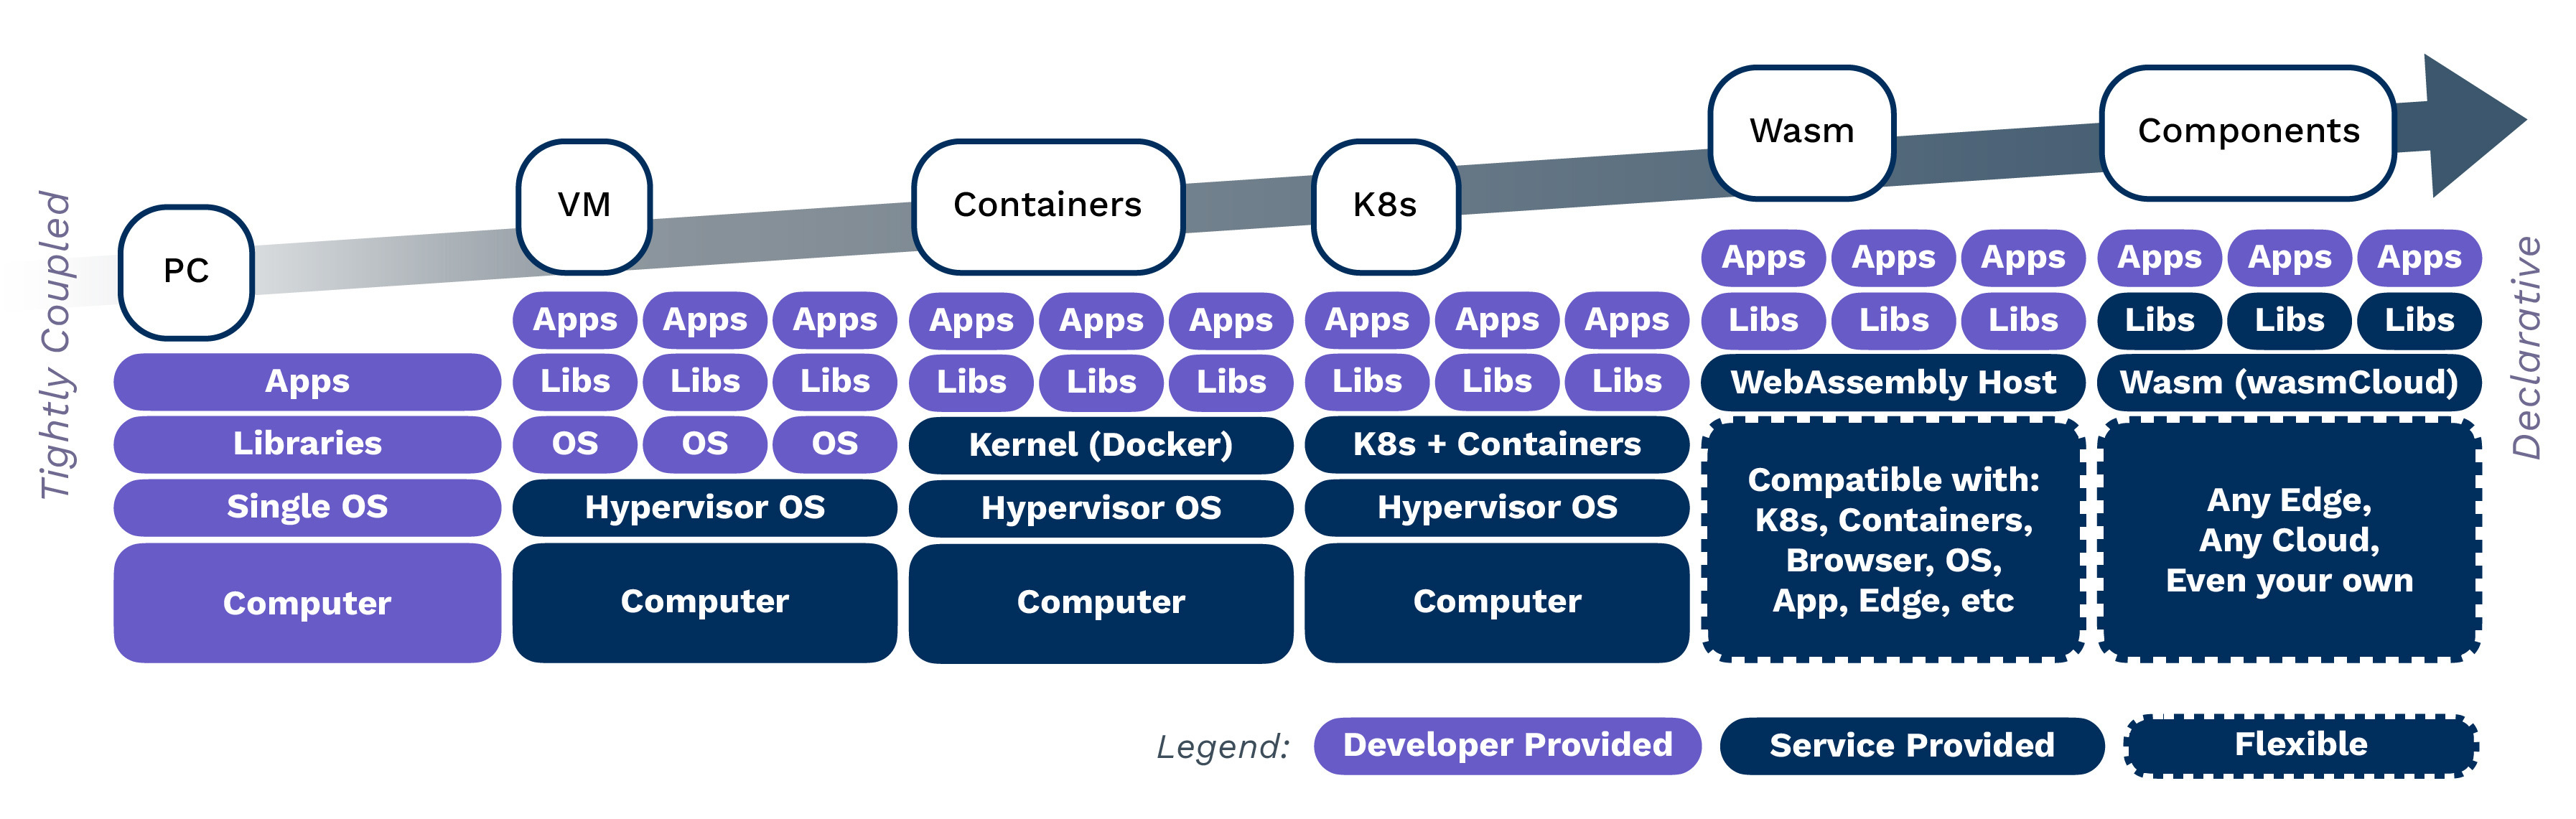 Tightly Coupled
PC
VM
Containers
K8s
Wasm
Components
Declarative
Apps
Libraries
Single OS
Computer
Apps Apps Apps
Libs Libs Libs
OS OS OS
Hypervisor OS
Computer
Apps Apps Apps
Libs Libs Libs
Kernel (Docker)
Hypervisor OS
Computer
Apps Apps Apps
Libs Libs Libs
K8s + Containers
Hypervisor OS
Computer
Apps Apps Apps
Libs Libs Libs
WebAssembly Host
Compatible with:
K8s, Containers,
Browser, OS,
App, Edge, etc
Apps Apps Apps
Libs Libs Libs
Wasm (wasmCloud)
Any Edge,
Any Cloud,
Even your own
Legend:
Developer Provided
Service Provided
Flexible